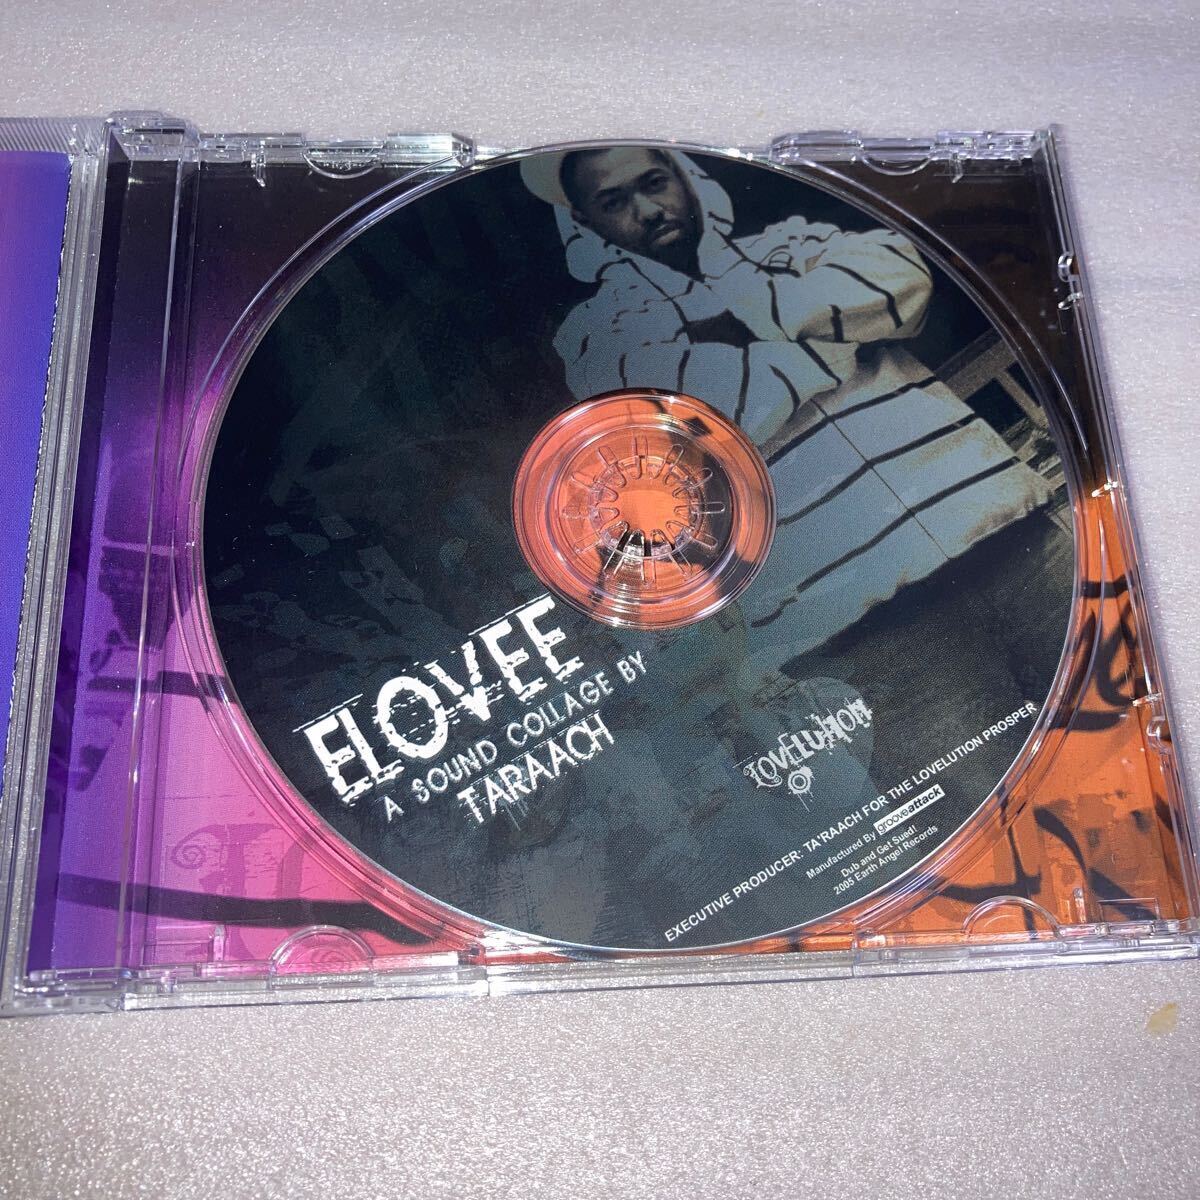 ELOVEE
A SOUND COLLAGE BY
TARAACH
LOVELUTION
EXECUTIVE PRODUCER: TA'RAACH FOR THE LOVELUTION PROSPER
Manufactured By grooveattack
Dub and Get Sued!
2005 Earth Angel Records